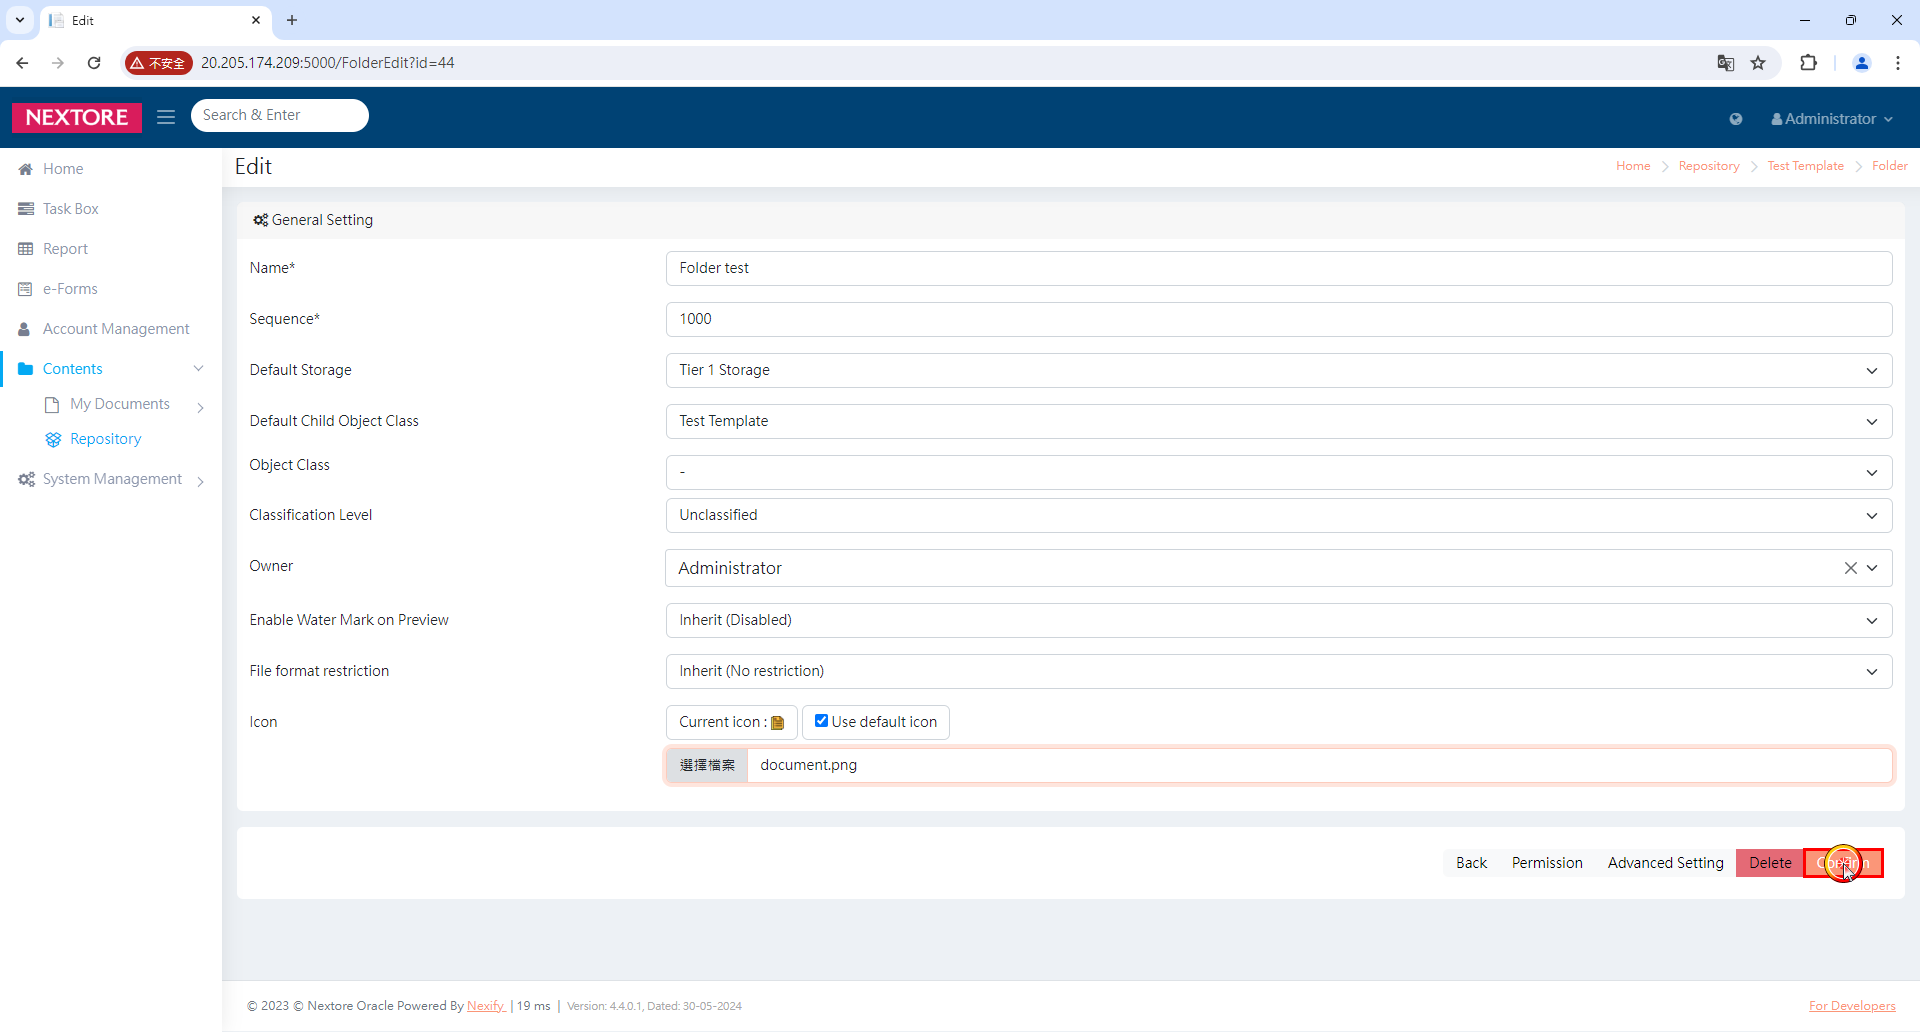 Edit
不安全
20.205.174.209:5000/FolderEdit?id=44
NEXTORE
Search & Enter
Administrator
Home
Task Box
Report
e-Forms
Account Management
Contents
My Documents
Repository
System Management
Edit
Home Repository Test Template Folder
General Setting
Name* Folder test
Sequence* 1000
Default Storage Tier 1 Storage
Default Child Object Class Test Template
Object Class -
Classification Level Unclassified
Owner Administrator
Enable Water Mark on Preview Inherit (Disabled)
File format restriction Inherit (No restriction)
Icon Current icon : Use default icon
選擇檔案 document.png
Back Permission Advanced Setting Delete
© 2023 © Nextore Oracle Powered By Nexify | 19 ms | Version: 4.4.0.1, Dated: 30-05-2024
For Developers